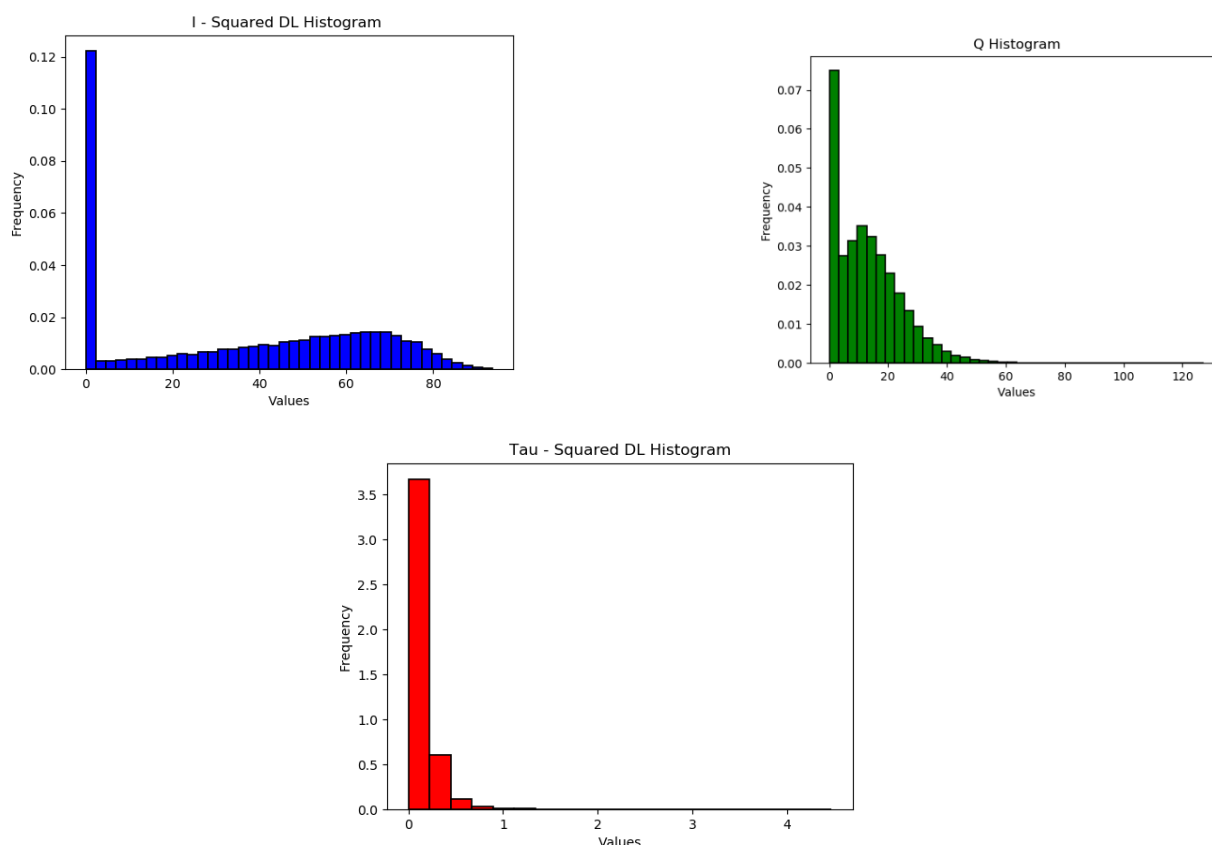 I - Squared DL Histogram
0.12
0.10
0.08
0.06
0.04
0.02
0.00
Frequency
0 20 40 60 80
Values
Q Histogram
0.07
0.06
0.05
0.04
0.03
0.02
0.01
0.00
Frequency
0 20 40 60 80 100 120
Values
Tau - Squared DL Histogram
3.5
3.0
2.5
2.0
1.5
1.0
0.5
0.0
Frequency
0 1 2 3 4
Values